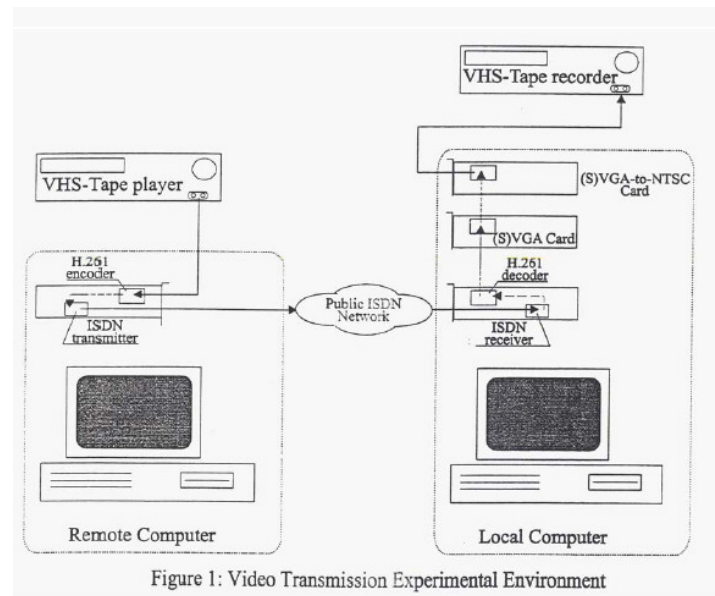 VHS-Tape recorder
VHS-Tape player
(S)VGA-to-NTSC
Card
(S)VGA Card
H.261
encoder
H.261
decoder
Public ISDN
Network
ISDN
transmitter
ISDN
receiver
Remote Computer
Local Computer
Figure 1: Video Transmission Experimental Environment